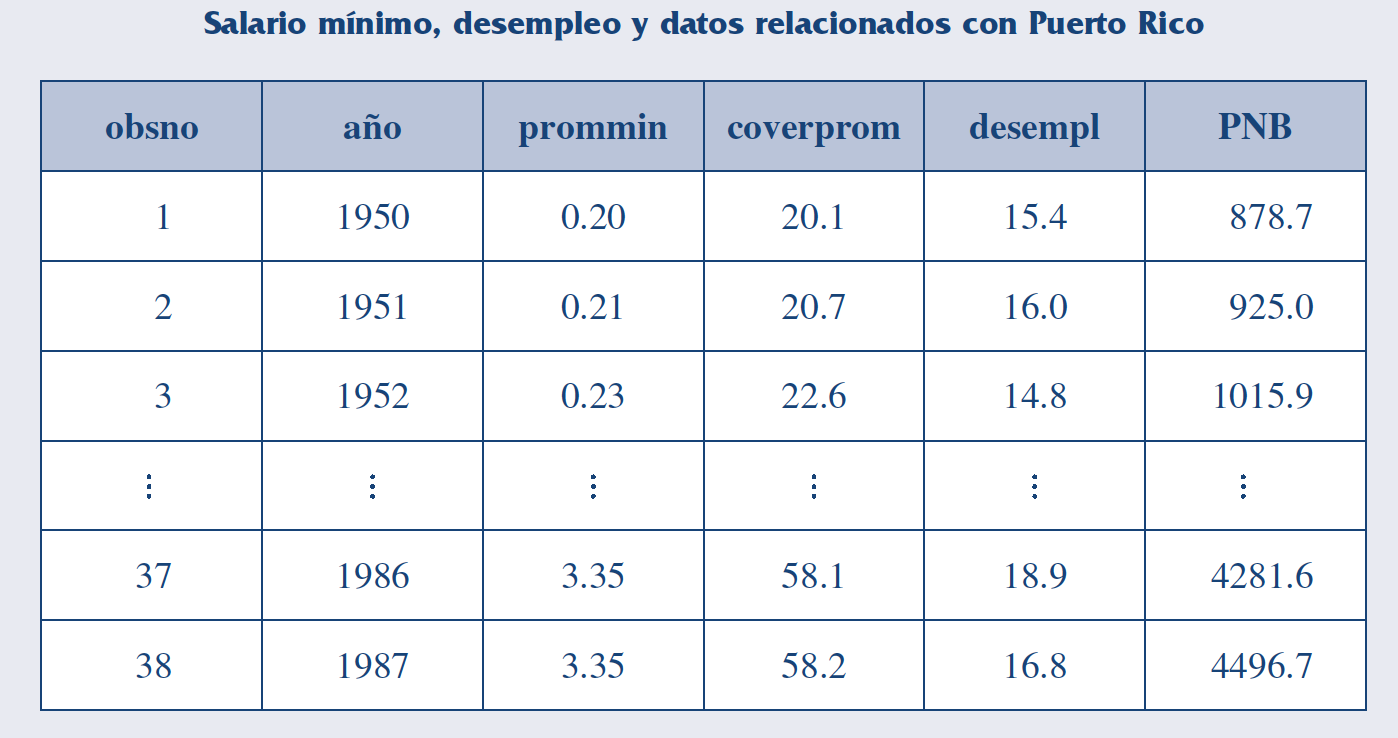 Salario mínimo, desempleo y datos relacionados con Puerto Rico
obsno año prommin coverprom desempl PNB
1 1950 0.20 20.1 15.4 878.7
2 1951 0.21 20.7 16.0 925.0
3 1952 0.23 22.6 14.8 1015.9
⋮ ⋮ ⋮ ⋮ ⋮ ⋮
37 1986 3.35 58.1 18.9 4281.6
38 1987 3.35 58.2 16.8 4496.7